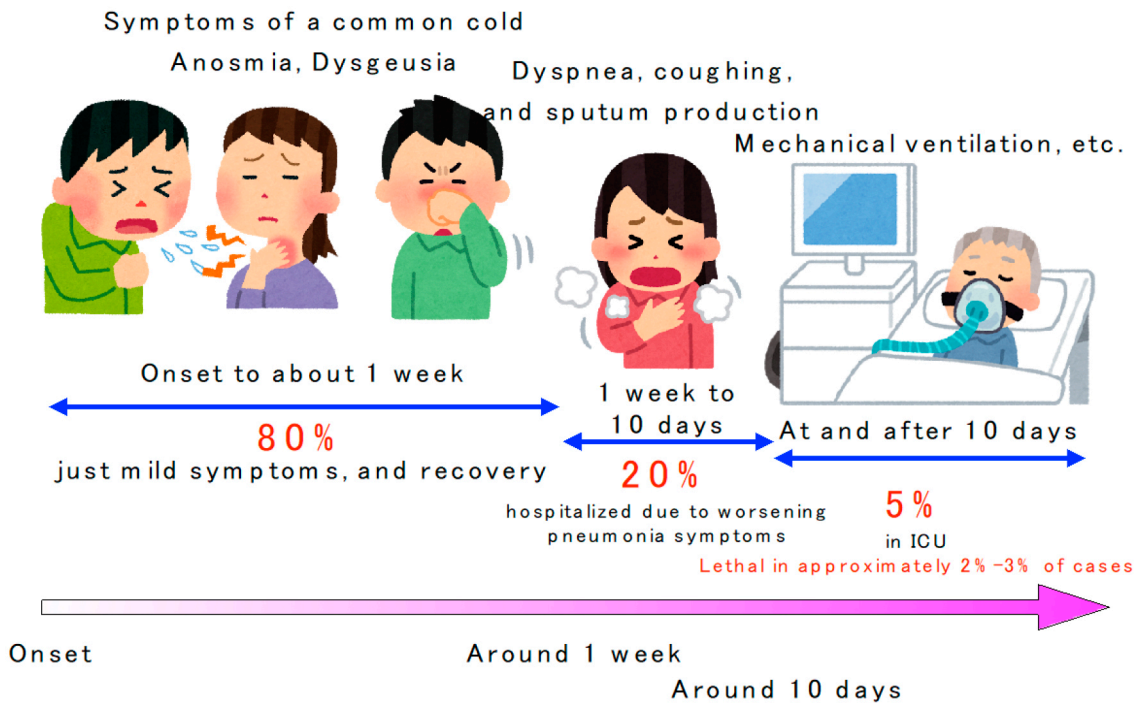 Symptoms of a common cold
Anosmia, Dysgeusia
Dyspnea, coughing,
and sputum production
Mechanical ventilation, etc.
Onset to about 1 week
80%
just mild symptoms, and recovery
1 week to
10 days
20%
hospitalized due to worsening
pneumonia symptoms
At and after 10 days
5%
in ICU
Lethal in approximately 2%-3% of cases
Onset
Around 1 week
Around 10 days